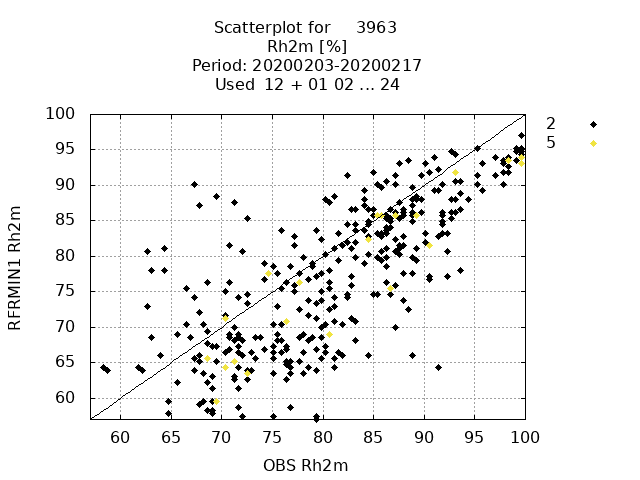 Scatterplot for 3963
Rh2m [%]
Period: 20200203-20200217
Used 12 + 01 02 ... 24
100
95
90
85
80
75
70
65
60
60 65 70 75 80 85 90 95 100
RFRMIN1 Rh2m
OBS Rh2m
2
5